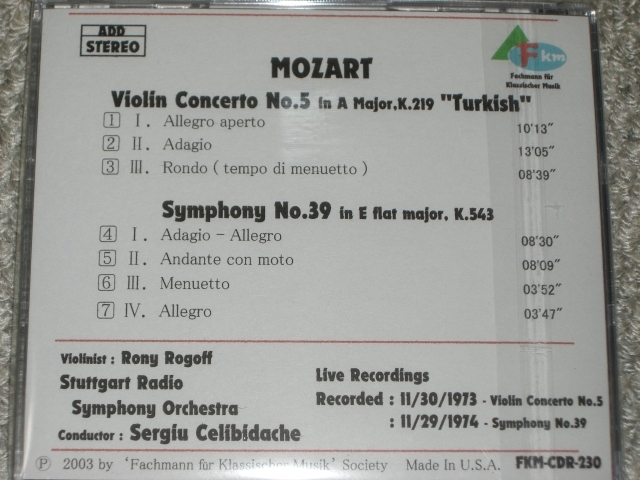 ADD
STEREO
Fkm
Fachmann für
Klassischer Musik
MOZART
Violin Concerto No.5 in A Major,K.219 "Turkish"
1 I. Allegro aperto 10'13"
2 II. Adagio 13'05"
3 III. Rondo ( tempo di menuetto ) 08'39"
Symphony No.39 in E flat major, K.543
4 I. Adagio - Allegro 08'30"
5 II. Andante con moto 08'09"
6 III. Menuetto 03'52"
7 IV. Allegro 03'47"
Violinist : Rony Rogoff
Stuttgart Radio
Symphony Orchestra
Conductor : Sergiu Celibidache
Live Recordings
Recorded : 11/30/1973 - Violin Concerto No.5
: 11/29/1974 - Symphony No.39
Ⓟ 2003 by 'Fachmann für Klassischer Musik' Society Made In U.S.A. FKM-CDR-230